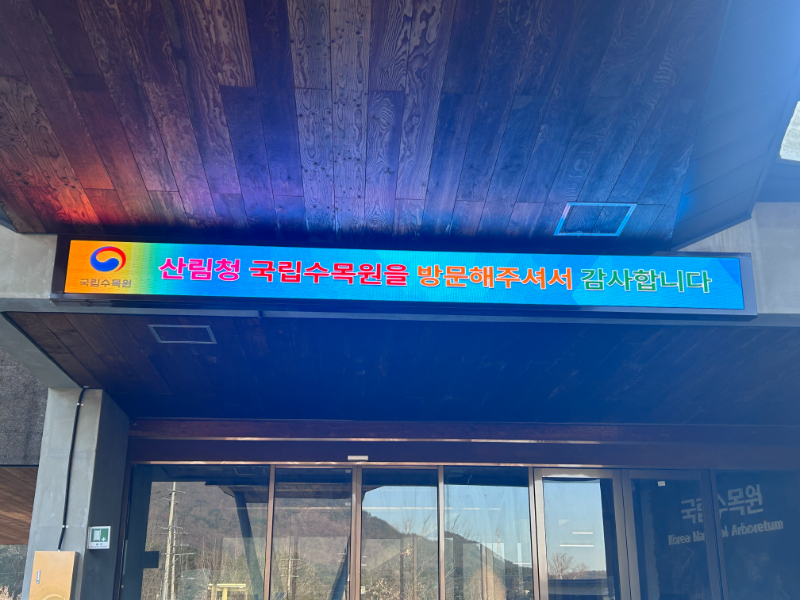 국립수목원
산림청 국립수목원을 방문해주셔서 감사합니다
국립수목원
Korea National Arboretum